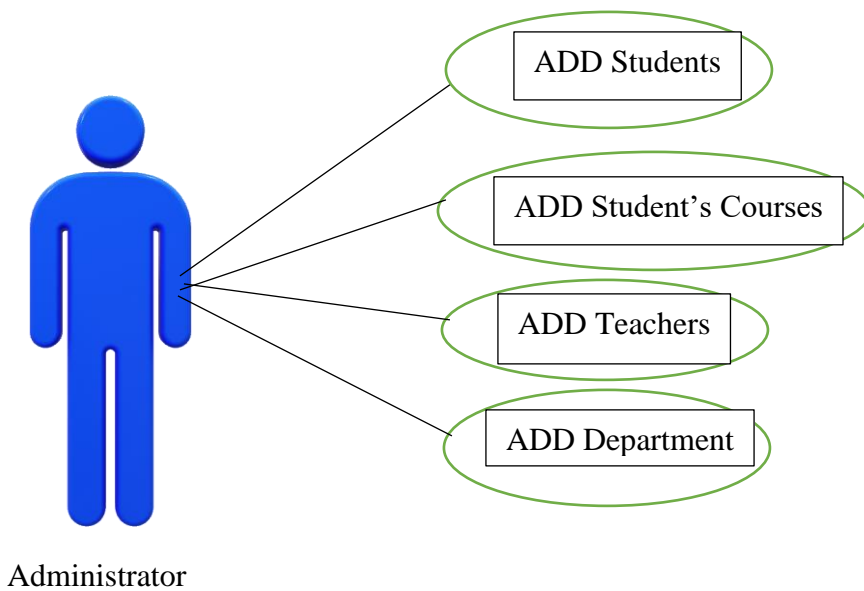 ADD Students
ADD Student’s Courses
ADD Teachers
ADD Department
Administrator